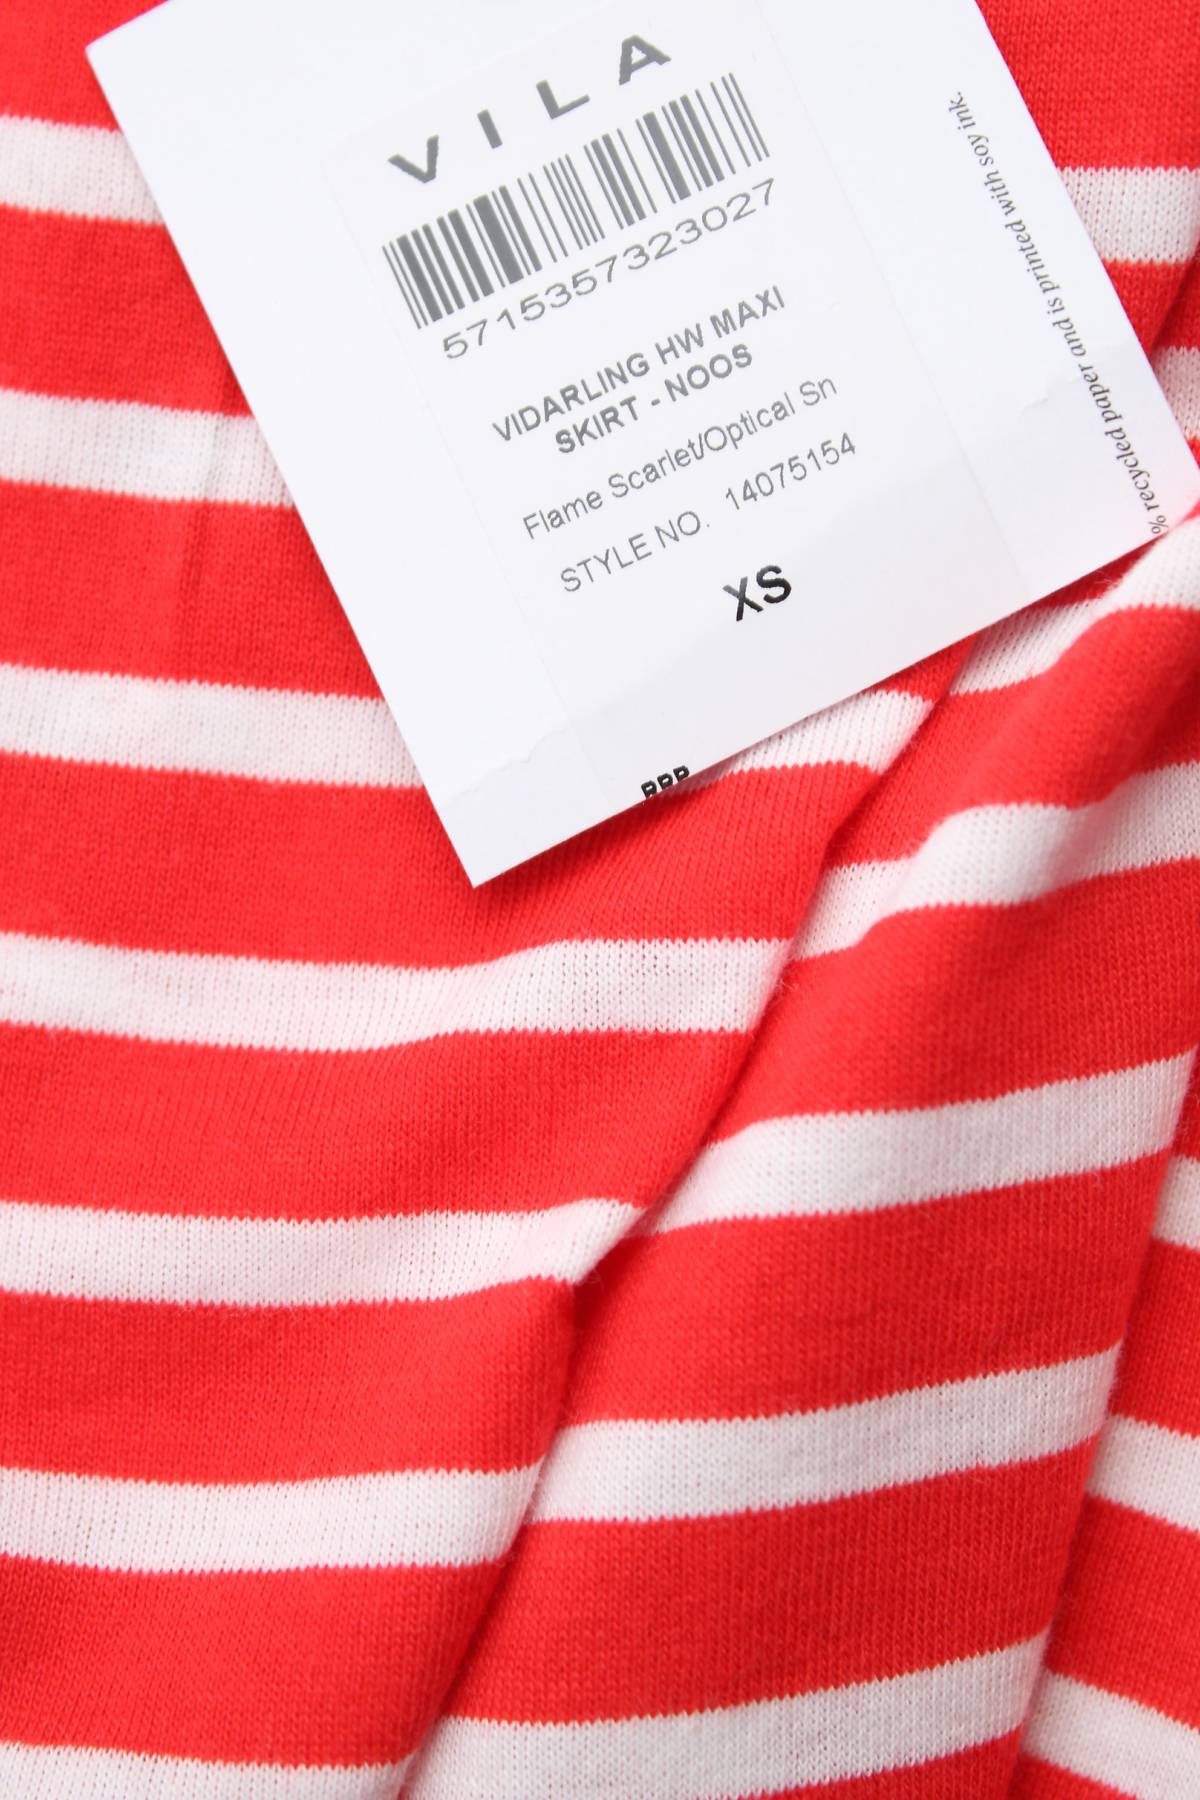 VILA
5715357323027
VIDARLING HW MAXI
SKIRT - NOOS
Flame Scarlet/Optical Sn
STYLE NO. 14075154
XS
% recycled paper and is printed with soy ink.